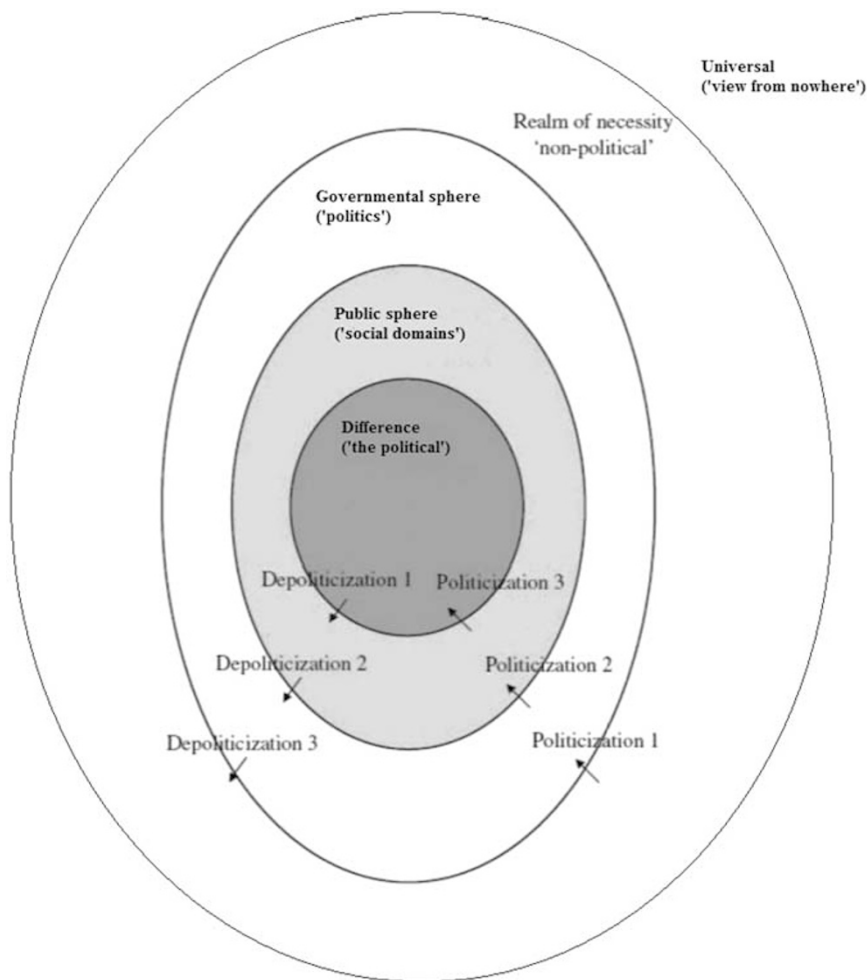 Universal
('view from nowhere')
Realm of necessity
‘non-political’
Governmental sphere
('politics')
Public sphere
('social domains')
Difference
('the political')
Depoliticization 1
Politicization 3
Depoliticization 2
Politicization 2
Depoliticization 3
Politicization 1